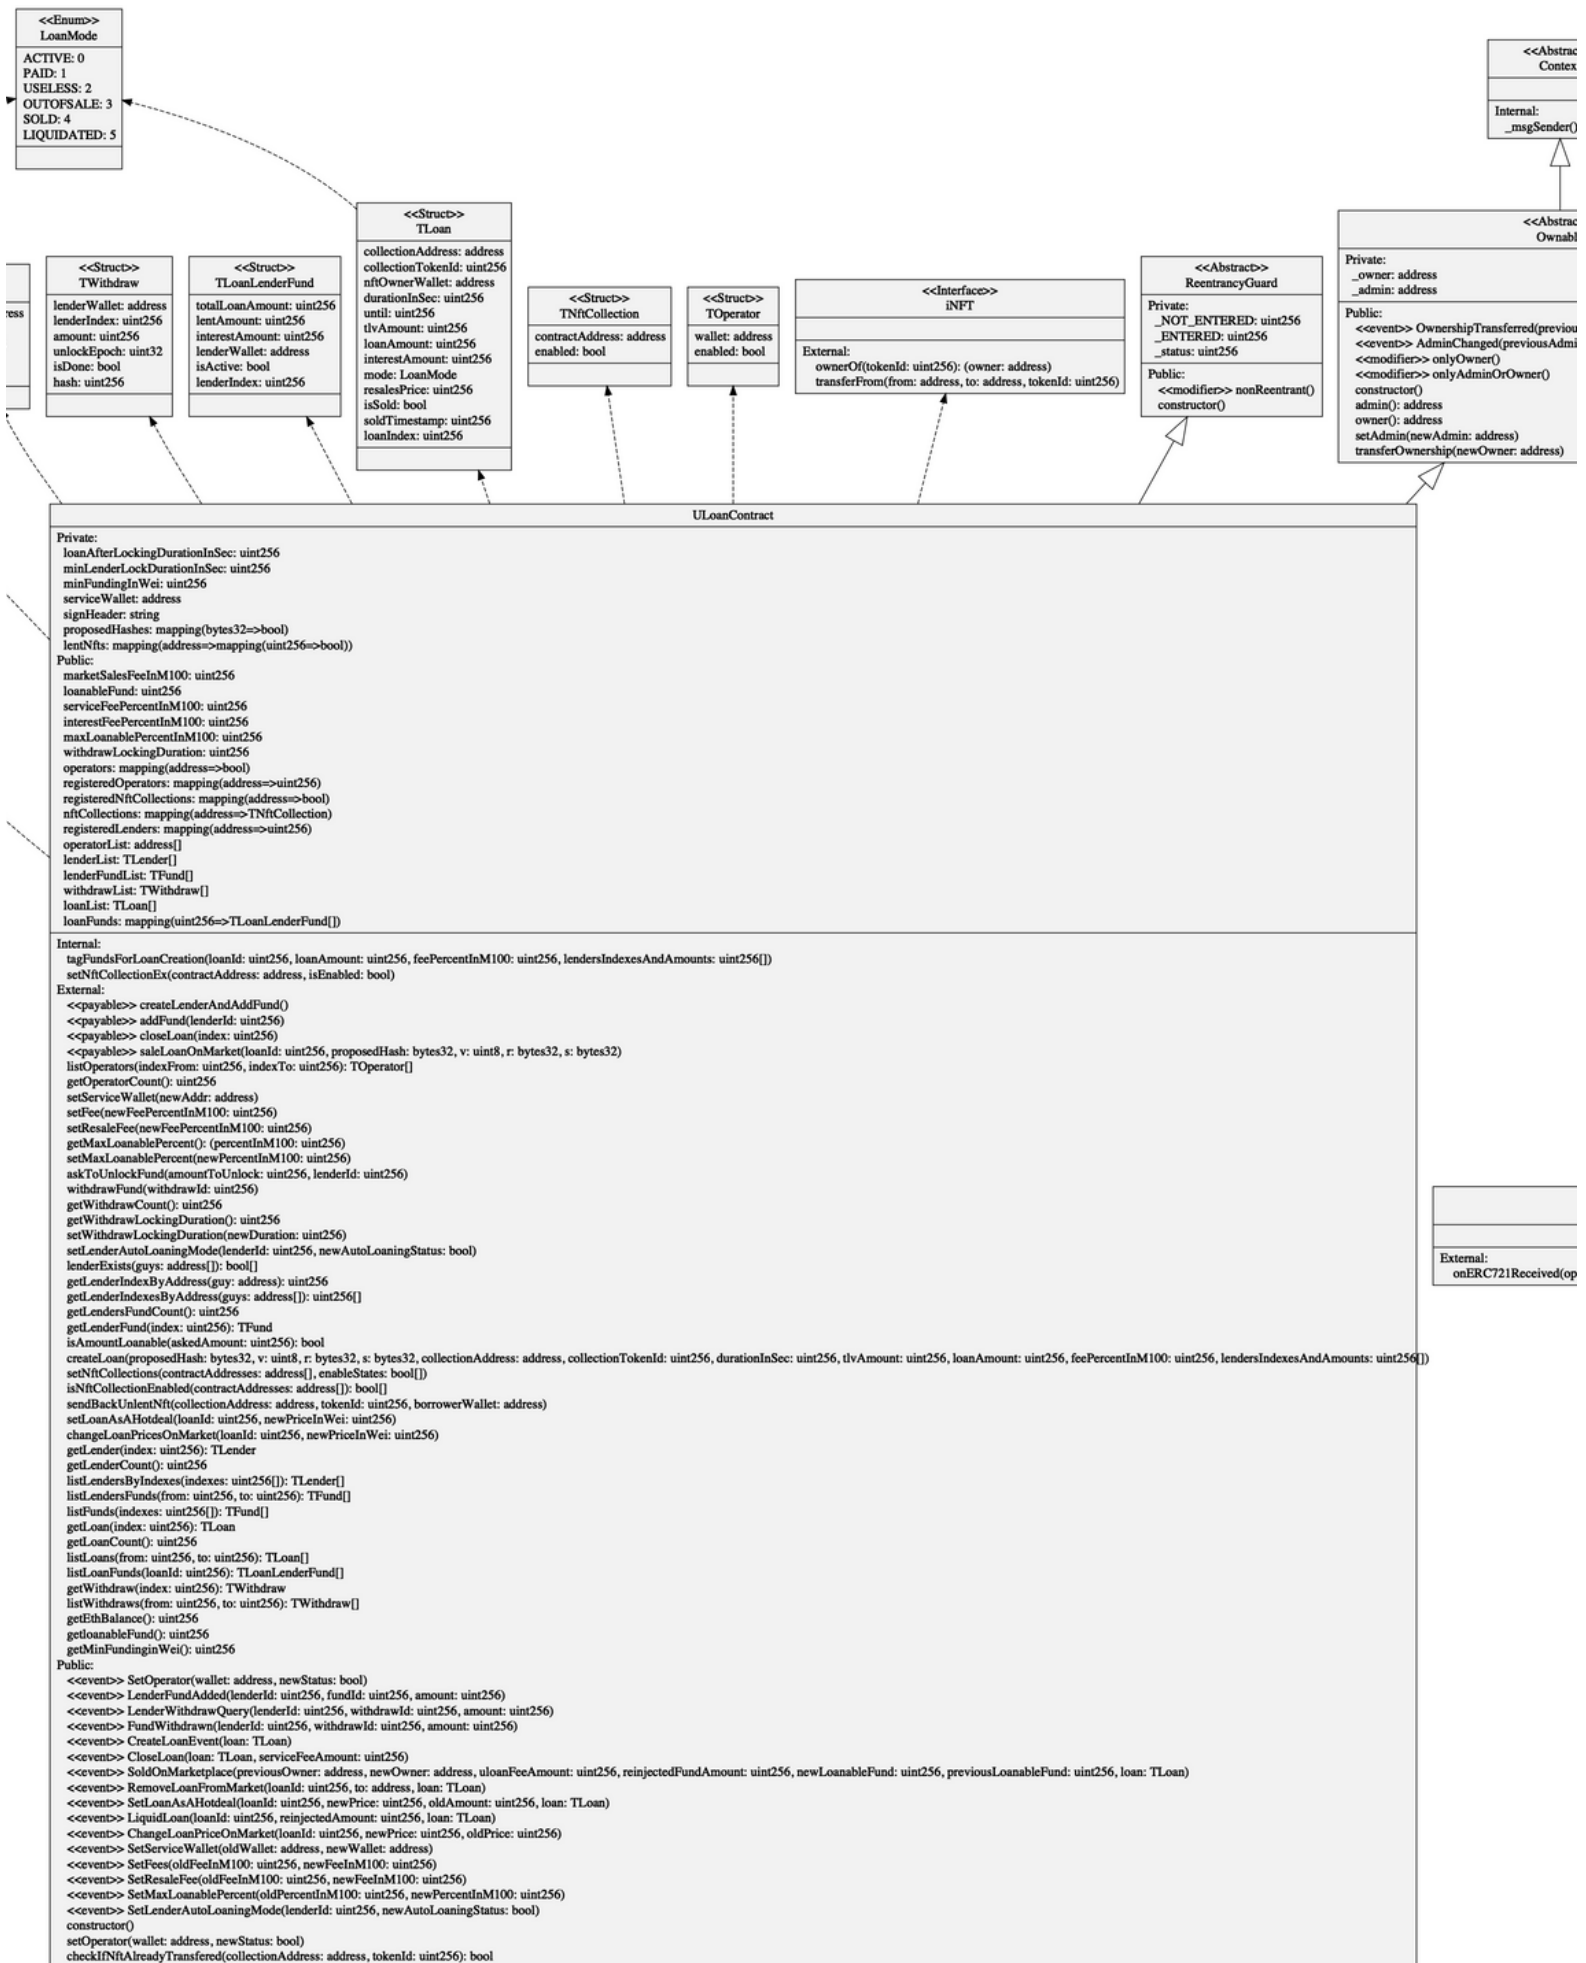 <<Enum>>
LoanMode
ACTIVE: 0
PAID: 1
USELESS: 2
OUTOFSALE: 3
SOLD: 4
LIQUIDATED: 5
<<Abstrac
Contex
Internal:
_msgSender()
<<Struct>>
TLoan
collectionAddress: address
collectionTokenId: uint256
nftOwnerWallet: address
durationInSec: uint256
until: uint256
tlvAmount: uint256
loanAmount: uint256
interestAmount: uint256
mode: LoanMode
resalesPrice: uint256
isSold: bool
soldTimestamp: uint256
loanIndex: uint256
<<Abstrac
Ownabl
Private:
_owner: address
_admin: address
Public:
<<event>> OwnershipTransferred(previou
<<event>> AdminChanged(previousAdmi
<<modifier>> onlyOwner()
<<modifier>> onlyAdminOrOwner()
constructor()
admin(): address
owner(): address
setAdmin(newAdmin: address)
transferOwnership(newOwner: address)
ress
<<Struct>>
TWithdraw
lenderWallet: address
lenderIndex: uint256
amount: uint256
unlockEpoch: uint32
isDone: bool
hash: uint256
<<Struct>>
TLoanLenderFund
totalLoanAmount: uint256
lentAmount: uint256
interestAmount: uint256
lenderWallet: address
isActive: bool
lenderIndex: uint256
<<Struct>>
TNftCollection
contractAddress: address
enabled: bool
<<Struct>>
TOperator
wallet: address
enabled: bool
<<Interface>>
iNFT
External:
ownerOf(tokenId: uint256): (owner: address)
transferFrom(from: address, to: address, tokenId: uint256)
<<Abstract>>
ReentrancyGuard
Private:
_NOT_ENTERED: uint256
_ENTERED: uint256
_status: uint256
Public:
<<modifier>> nonReentrant()
constructor()
ULoanContract
Private:
loanAfterLockingDurationInSec: uint256
minLenderLockDurationInSec: uint256
minFundingInWei: uint256
serviceWallet: address
signHeader: string
proposedHashes: mapping(bytes32=>bool)
lentNfts: mapping(address=>mapping(uint256=>bool))
Public:
marketSalesFeeInM100: uint256
loanableFund: uint256
serviceFeePercentInM100: uint256
interestFeePercentInM100: uint256
maxLoanablePercentInM100: uint256
withdrawLockingDuration: uint256
operators: mapping(address=>bool)
registeredOperators: mapping(address=>uint256)
registeredNftCollections: mapping(address=>bool)
nftCollections: mapping(address=>TNftCollection)
registeredLenders: mapping(address=>uint256)
operatorList: address[]
lenderList: TLender[]
lenderFundList: TFund[]
withdrawList: TWithdraw[]
loanList: TLoan[]
loanFunds: mapping(uint256=>TLoanLenderFund[])
Internal:
tagFundsForLoanCreation(loanId: uint256, loanAmount: uint256, feePercentInM100: uint256, lendersIndexesAndAmounts: uint256[])
setNftCollectionEx(contractAddress: address, isEnabled: bool)
External:
<<payable>> createLenderAndAddFund()
<<payable>> addFund(lenderId: uint256)
<<payable>> closeLoan(index: uint256)
<<payable>> saleLoanOnMarket(loanId: uint256, proposedHash: bytes32, v: uint8, r: bytes32, s: bytes32)
listOperators(indexFrom: uint256, indexTo: uint256): TOperator[]
getOperatorCount(): uint256
setServiceWallet(newAddr: address)
setFee(newFeePercentInM100: uint256)
setResaleFee(newFeePercentInM100: uint256)
getMaxLoanablePercent(): (percentInM100: uint256)
setMaxLoanablePercent(newPercentInM100: uint256)
askToUnlockFund(amountToUnlock: uint256, lenderId: uint256)
withdrawFund(withdrawId: uint256)
getWithdrawCount(): uint256
getWithdrawLockingDuration(): uint256
setWithdrawLockingDuration(newDuration: uint256)
setLenderAutoLoaningMode(lenderId: uint256, newAutoLoaningStatus: bool)
lenderExists(guys: address[]): bool[]
getLenderIndexByAddress(guy: address): uint256
getLenderIndexesByAddress(guys: address[]): uint256[]
getLendersFundCount(): uint256
getLenderFund(index: uint256): TFund
isAmountLoanable(askedAmount: uint256): bool
createLoan(proposedHash: bytes32, v: uint8, r: bytes32, s: bytes32, collectionAddress: address, collectionTokenId: uint256, durationInSec: uint256, tlvAmount: uint256, loanAmount: uint256, feePercentInM100: uint256, lendersIndexesAndAmounts: uint256[])
setNftCollections(contractAddresses: address[], enableStates: bool[])
isNftCollectionEnabled(contractAddresses: address[]): bool[]
sendBackUnlentNft(collectionAddress: address, tokenId: uint256, borrowerWallet: address)
setLoanAsAHotdeal(loanId: uint256, newPriceInWei: uint256)
changeLoanPricesOnMarket(loanId: uint256, newPriceInWei: uint256)
getLender(index: uint256): TLender
getLenderCount(): uint256
listLendersByIndexes(indexes: uint256[]): TLender[]
listLendersFunds(from: uint256, to: uint256): TFund[]
listFunds(indexes: uint256[]): TFund[]
getLoan(index: uint256): TLoan
getLoanCount(): uint256
listLoans(from: uint256, to: uint256): TLoan[]
listLoanFunds(loanId: uint256): TLoanLenderFund[]
getWithdraw(index: uint256): TWithdraw
listWithdraws(from: uint256, to: uint256): TWithdraw[]
getEthBalance(): uint256
getloanableFund(): uint256
getMinFundinginWei(): uint256
Public:
<<event>> SetOperator(wallet: address, newStatus: bool)
<<event>> LenderFundAdded(lenderId: uint256, fundId: uint256, amount: uint256)
<<event>> LenderWithdrawQuery(lenderId: uint256, withdrawId: uint256, amount: uint256)
<<event>> FundWithdrawn(lenderId: uint256, withdrawId: uint256, amount: uint256)
<<event>> CreateLoanEvent(loan: TLoan)
<<event>> CloseLoan(loan: TLoan, serviceFeeAmount: uint256)
<<event>> SoldOnMarketplace(previousOwner: address, newOwner: address, uloanFeeAmount: uint256, reinjectedFundAmount: uint256, newLoanableFund: uint256, previousLoanableFund: uint256, loan: TLoan)
<<event>> RemoveLoanFromMarket(loanId: uint256, to: address, loan: TLoan)
<<event>> SetLoanAsAHotdeal(loanId: uint256, newPrice: uint256, oldAmount: uint256, loan: TLoan)
<<event>> LiquidLoan(loanId: uint256, reinjectedAmount: uint256, loan: TLoan)
<<event>> ChangeLoanPriceOnMarket(loanId: uint256, newPrice: uint256, oldPrice: uint256)
<<event>> SetServiceWallet(oldWallet: address, newWallet: address)
<<event>> SetFees(oldFeeInM100: uint256, newFeeInM100: uint256)
<<event>> SetResaleFee(oldFeeInM100: uint256, newFeeInM100: uint256)
<<event>> SetMaxLoanablePercent(oldPercentInM100: uint256, newPercentInM100: uint256)
<<event>> SetLenderAutoLoaningMode(lenderId: uint256, newAutoLoaningStatus: bool)
constructor()
setOperator(wallet: address, newStatus: bool)
checkIfNftAlreadyTransfered(collectionAddress: address, tokenId: uint256): bool
External:
onERC721Received(op